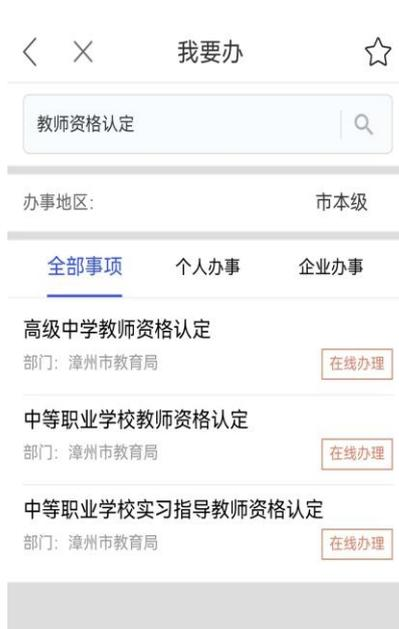 我要办
教师资格认定
办事地区: 市本级
全部事项 个人办事 企业办事
高级中学教师资格认定
部门: 漳州市教育局 在线办理
中等职业学校教师资格认定
部门: 漳州市教育局 在线办理
中等职业学校实习指导教师资格认定
部门: 漳州市教育局 在线办理